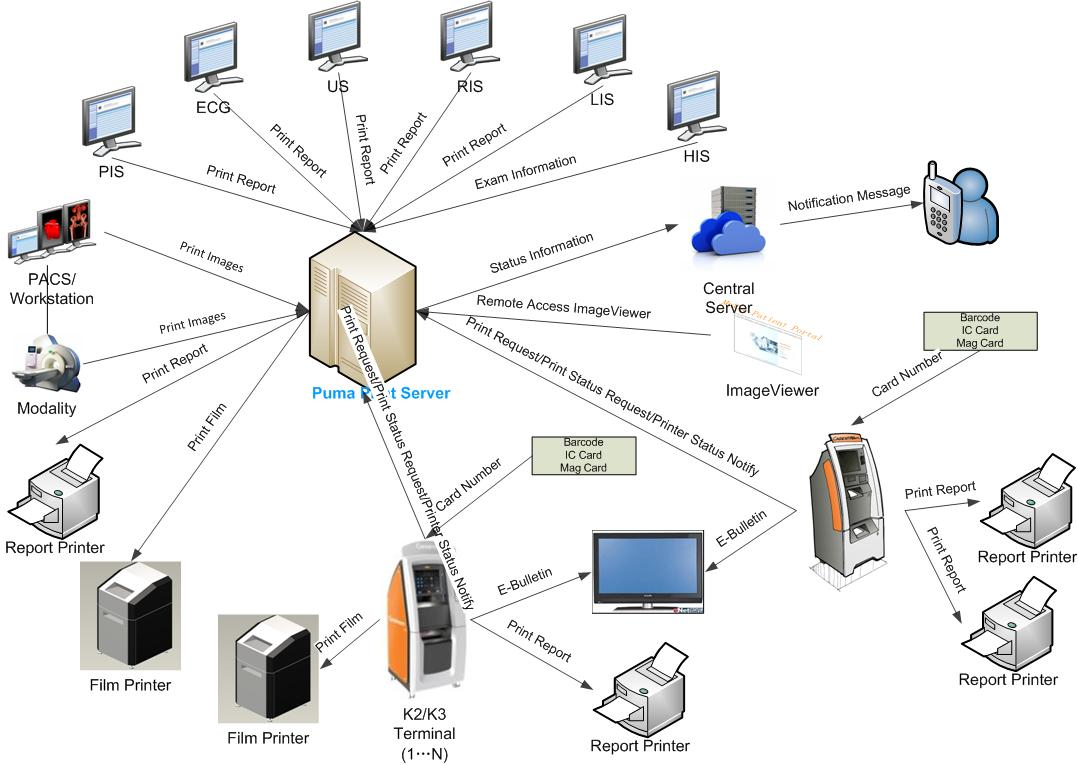 US
RIS
ECG
LIS
PIS
HIS
Print Report
Print Report
Print Report
Print Report
Print Report
Exam Information
Notification Message
PACS/
Workstation
Print Images
Status Information
Central
Server
Remote Access ImageViewer
Patient Portal
Print Images
Print Report
Modality
Puma
Server
ImageViewer
Barcode
IC Card
Mag Card
Card Number
Print Film
Print Request/Print Status Request/Printer Status Notify
Print Request/Print Status Request/Printer Status Notify
Barcode
IC Card
Mag Card
Card Number
Report Printer
E-Bulletin
E-Bulletin
Print Report
Print Report
Report Printer
Report Printer
Print Film
Print Report
Film Printer
Film Printer
K2/K3
Terminal
(1···N)
Report Printer